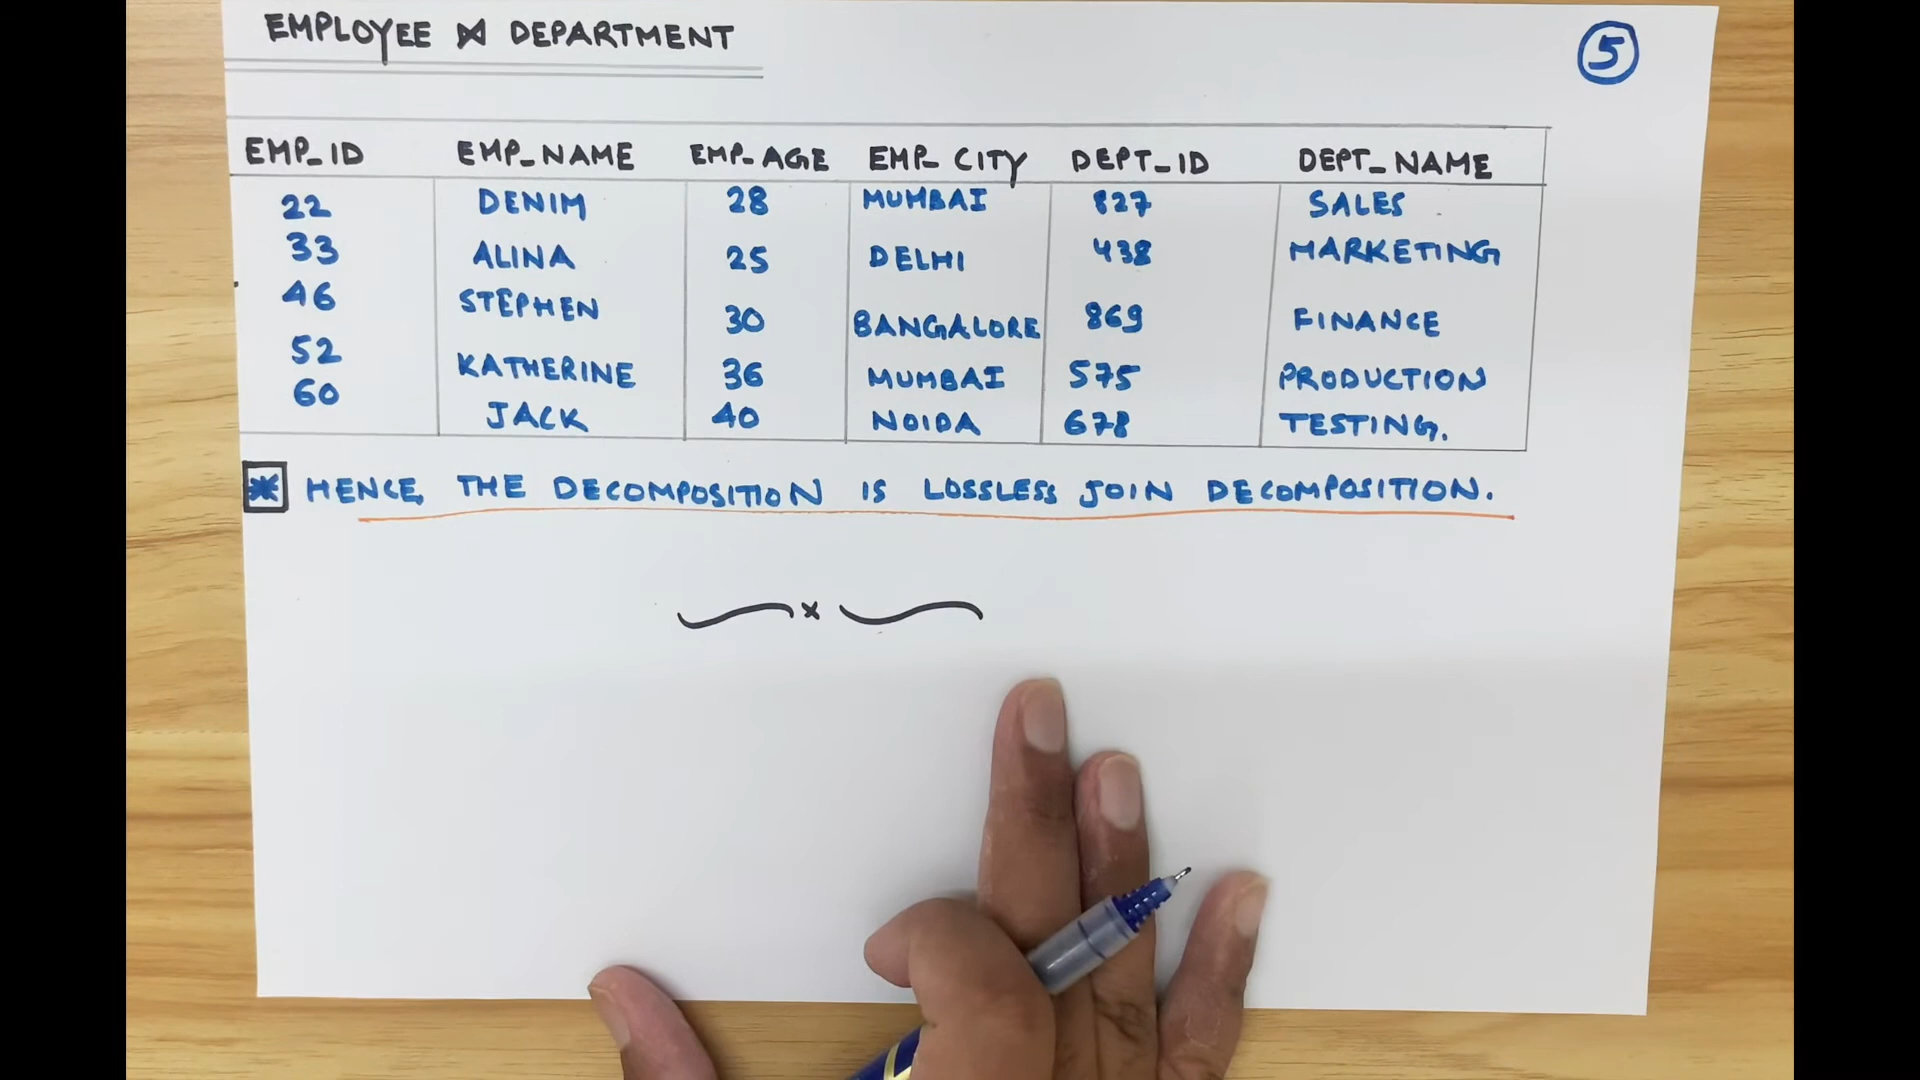 EMPLOYEE ⋈ DEPARTMENT
5
EMP_ID EMP_NAME EMP_AGE EMP_CITY DEPT_ID DEPT_NAME
22 DENIM 28 MUMBAI 827 SALES
33 ALINA 25 DELHI 438 MARKETING
46 STEPHEN 30 BANGALORE 869 FINANCE
52 KATHERINE 36 MUMBAI 575 PRODUCTION
60 JACK 40 NOIDA 678 TESTING.
* HENCE, THE DECOMPOSITION IS LOSSLESS JOIN DECOMPOSITION.
x